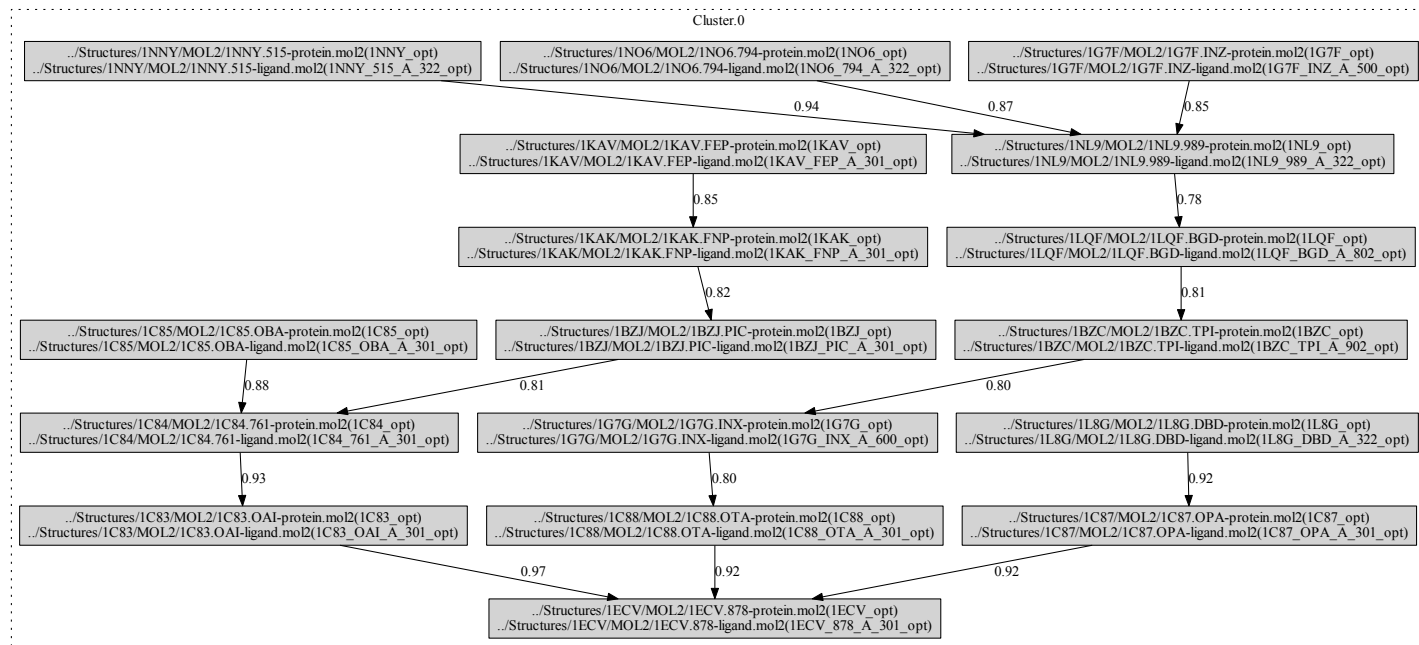 Cluster.0
../Structures/1NNY/MOL2/1NNY.515-protein.mol2(1NNY_opt)
../Structures/1NNY/MOL2/1NNY.515-ligand.mol2(1NNY_515_A_322_opt)
../Structures/1NO6/MOL2/1NO6.794-protein.mol2(1NO6_opt)
../Structures/1NO6/MOL2/1NO6.794-ligand.mol2(1NO6_794_A_322_opt)
../Structures/1G7F/MOL2/1G7F.INZ-protein.mol2(1G7F_opt)
../Structures/1G7F/MOL2/1G7F.INZ-ligand.mol2(1G7F_INZ_A_500_opt)
0.94
0.87
0.85
../Structures/1KAV/MOL2/1KAV.FEP-protein.mol2(1KAV_opt)
../Structures/1KAV/MOL2/1KAV.FEP-ligand.mol2(1KAV_FEP_A_301_opt)
../Structures/1NL9/MOL2/1NL9.989-protein.mol2(1NL9_opt)
../Structures/1NL9/MOL2/1NL9.989-ligand.mol2(1NL9_989_A_322_opt)
0.85
0.78
../Structures/1KAK/MOL2/1KAK.FNP-protein.mol2(1KAK_opt)
../Structures/1KAK/MOL2/1KAK.FNP-ligand.mol2(1KAK_FNP_A_301_opt)
../Structures/1LQF/MOL2/1LQF.BGD-protein.mol2(1LQF_opt)
../Structures/1LQF/MOL2/1LQF.BGD-ligand.mol2(1LQF_BGD_A_802_opt)
0.82
0.81
../Structures/1C85/MOL2/1C85.OBA-protein.mol2(1C85_opt)
../Structures/1C85/MOL2/1C85.OBA-ligand.mol2(1C85_OBA_A_301_opt)
../Structures/1BZJ/MOL2/1BZJ.PIC-protein.mol2(1BZJ_opt)
../Structures/1BZJ/MOL2/1BZJ.PIC-ligand.mol2(1BZJ_PIC_A_301_opt)
../Structures/1BZC/MOL2/1BZC.TPI-protein.mol2(1BZC_opt)
../Structures/1BZC/MOL2/1BZC.TPI-ligand.mol2(1BZC_TPI_A_902_opt)
0.88
0.81
0.80
../Structures/1C84/MOL2/1C84.761-protein.mol2(1C84_opt)
../Structures/1C84/MOL2/1C84.761-ligand.mol2(1C84_761_A_301_opt)
../Structures/1G7G/MOL2/1G7G.INX-protein.mol2(1G7G_opt)
../Structures/1G7G/MOL2/1G7G.INX-ligand.mol2(1G7G_INX_A_600_opt)
../Structures/1L8G/MOL2/1L8G.DBD-protein.mol2(1L8G_opt)
../Structures/1L8G/MOL2/1L8G.DBD-ligand.mol2(1L8G_DBD_A_322_opt)
0.93
0.80
0.92
../Structures/1C83/MOL2/1C83.OAI-protein.mol2(1C83_opt)
../Structures/1C83/MOL2/1C83.OAI-ligand.mol2(1C83_OAI_A_301_opt)
../Structures/1C88/MOL2/1C88.OTA-protein.mol2(1C88_opt)
../Structures/1C88/MOL2/1C88.OTA-ligand.mol2(1C88_OTA_A_301_opt)
../Structures/1C87/MOL2/1C87.OPA-protein.mol2(1C87_opt)
../Structures/1C87/MOL2/1C87.OPA-ligand.mol2(1C87_OPA_A_301_opt)
0.97
0.92
0.92
../Structures/1ECV/MOL2/1ECV.878-protein.mol2(1ECV_opt)
../Structures/1ECV/MOL2/1ECV.878-ligand.mol2(1ECV_878_A_301_opt)